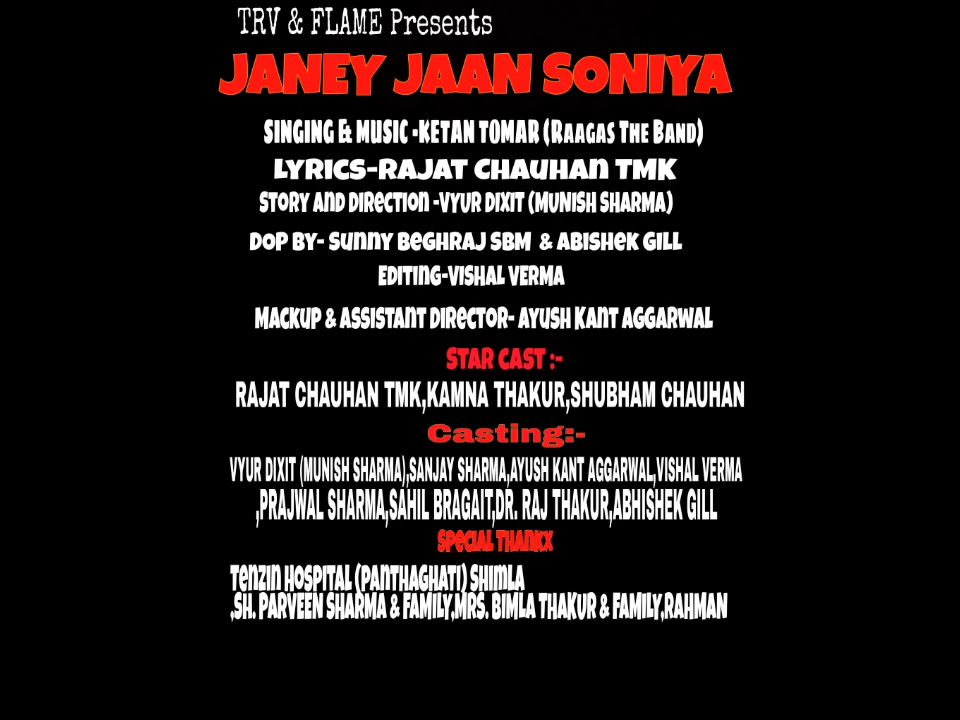 TRV & FLAME Presents
JANEY JAAN SONIYA
SINGING & MUSIC -KETAN TOMAR (RAAGAS THE BAND)
LYRICS-RAJAT CHAUHAN TMK
STORY AND DIRECTION -VYUR DIXIT (MUNISH SHARMA)
DOP BY- SUNNY BEGHRAJ SBM & ABISHEK GILL
EDITING-VISHAL VERMA
MACKUP & ASSISTANT DIRECTOR- AYUSH KANT AGGARWAL
STAR CAST :-
RAJAT CHAUHAN TMK,KAMNA THAKUR,SHUBHAM CHAUHAN
Casting:-
VYUR DIXIT (MUNISH SHARMA),SANJAY SHARMA,AYUSH KANT AGGARWAL,VISHAL VERMA
,PRAJWAL SHARMA,SAHIL BRAGAIT,DR. RAJ THAKUR,ABHISHEK GILL
SPECIAL THANKX
TENZIN HOSPITAL (PANTHAGHATI) SHIMLA
,SH. PARVEEN SHARMA & FAMILY,MRS. BIMLA THAKUR & FAMILY,RAHMAN